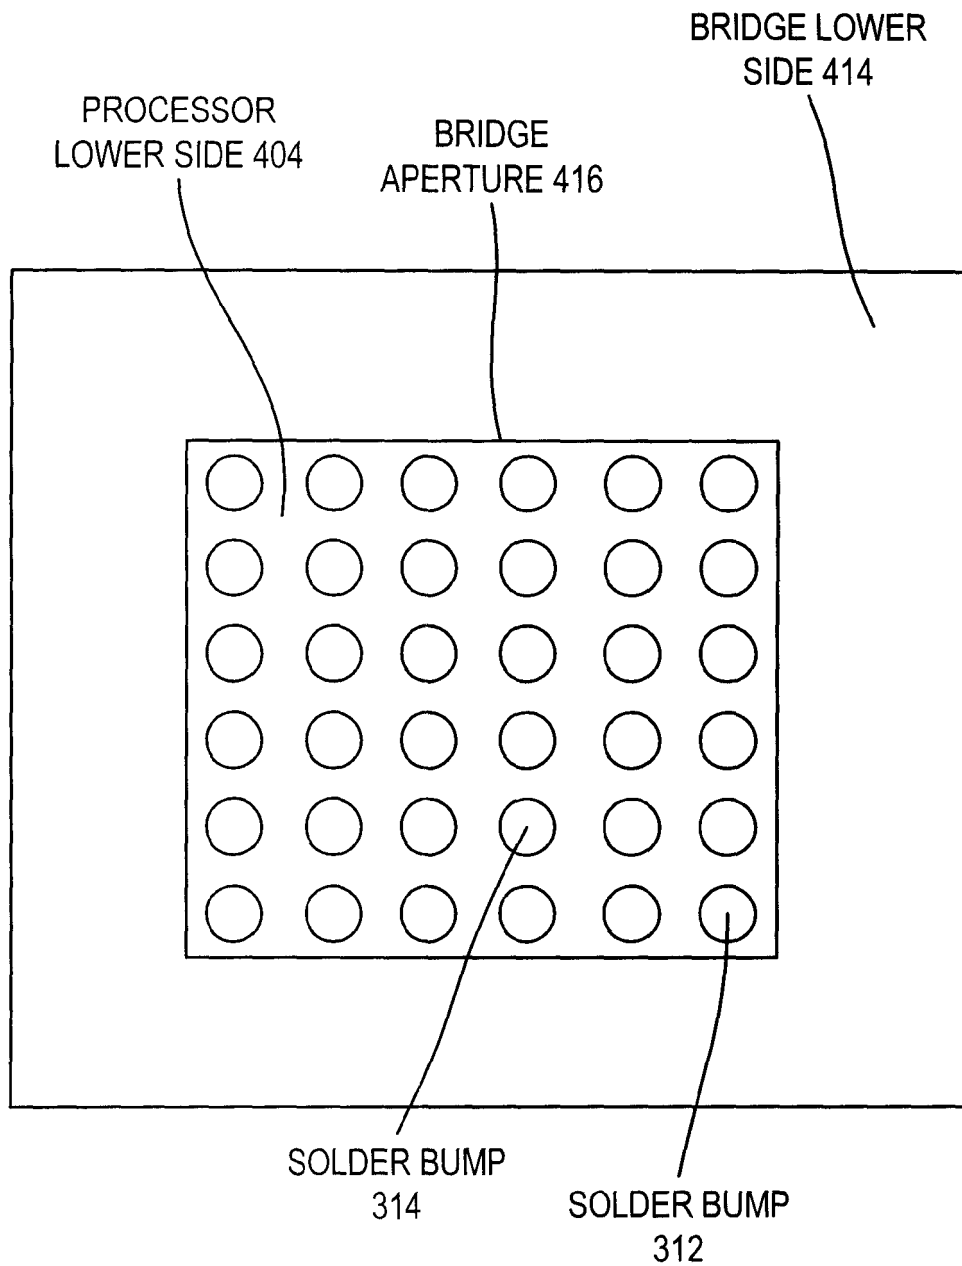 BRIDGE LOWER
SIDE 414
PROCESSOR
LOWER SIDE 404
BRIDGE
APERTURE 416
SOLDER BUMP
314
SOLDER BUMP
312